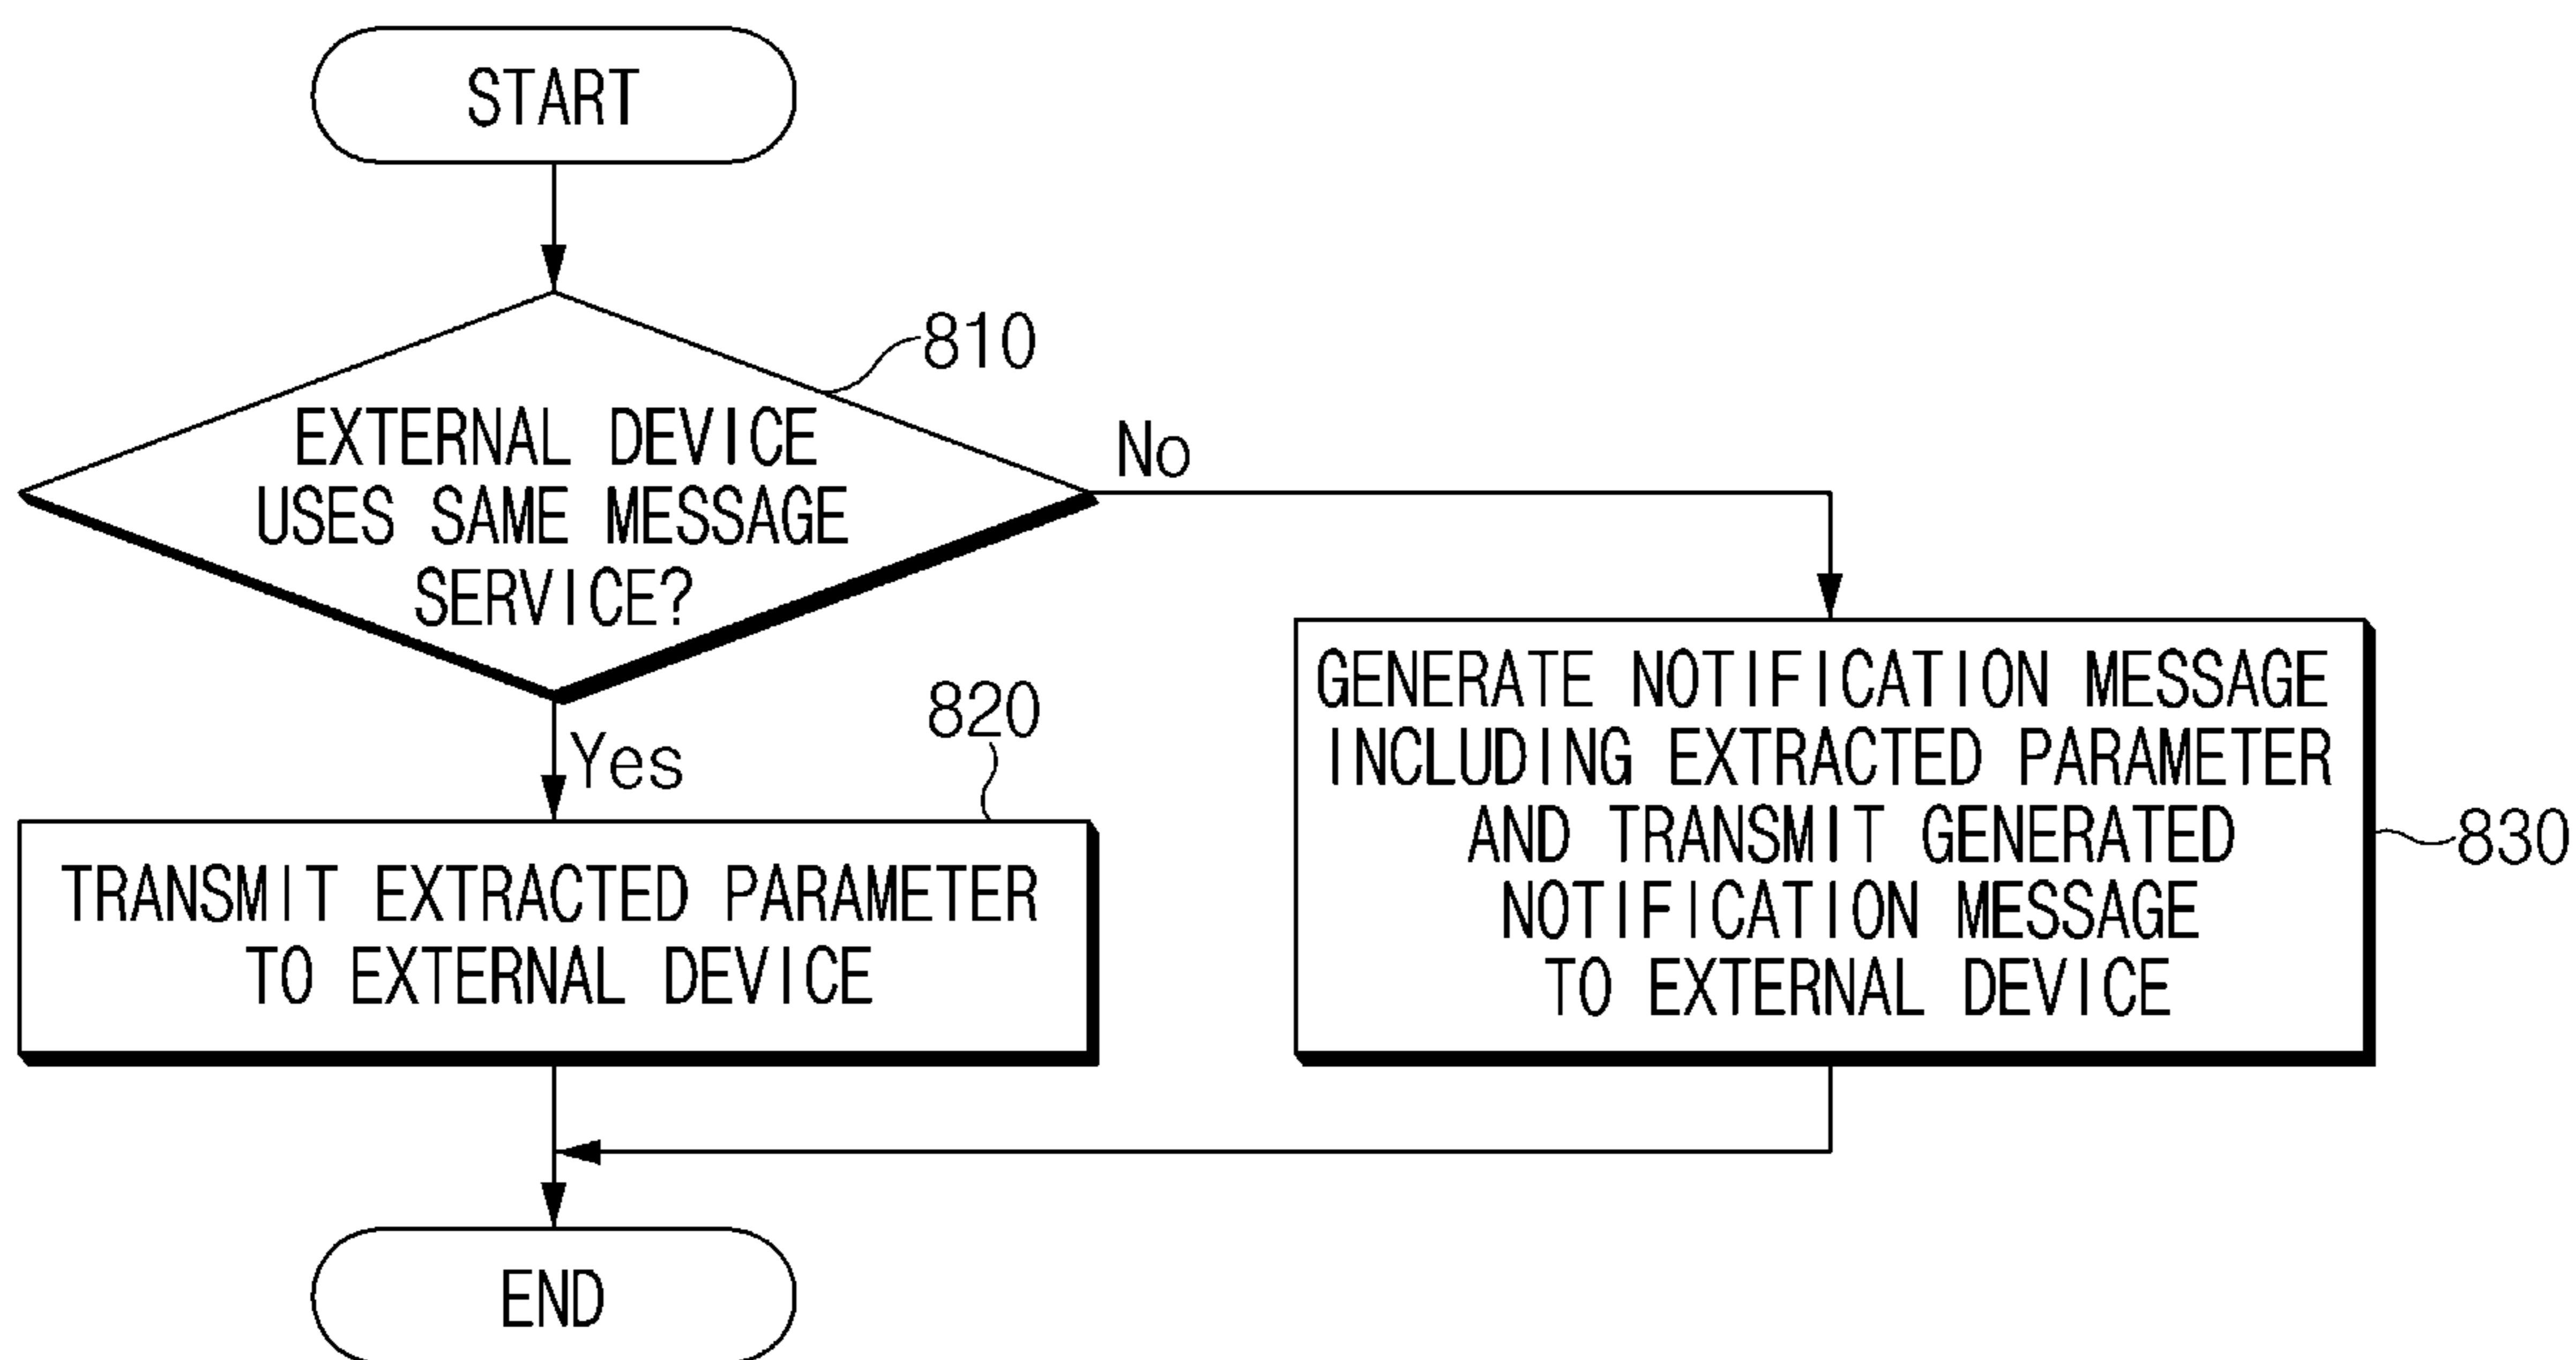 START
810
EXTERNAL DEVICE
USES SAME MESSAGE
SERVICE?
No
Yes
820
TRANSMIT EXTRACTED PARAMETER
TO EXTERNAL DEVICE
GENERATE NOTIFICATION MESSAGE
INCLUDING EXTRACTED PARAMETER
AND TRANSMIT GENERATED
NOTIFICATION MESSAGE
TO EXTERNAL DEVICE
830
END